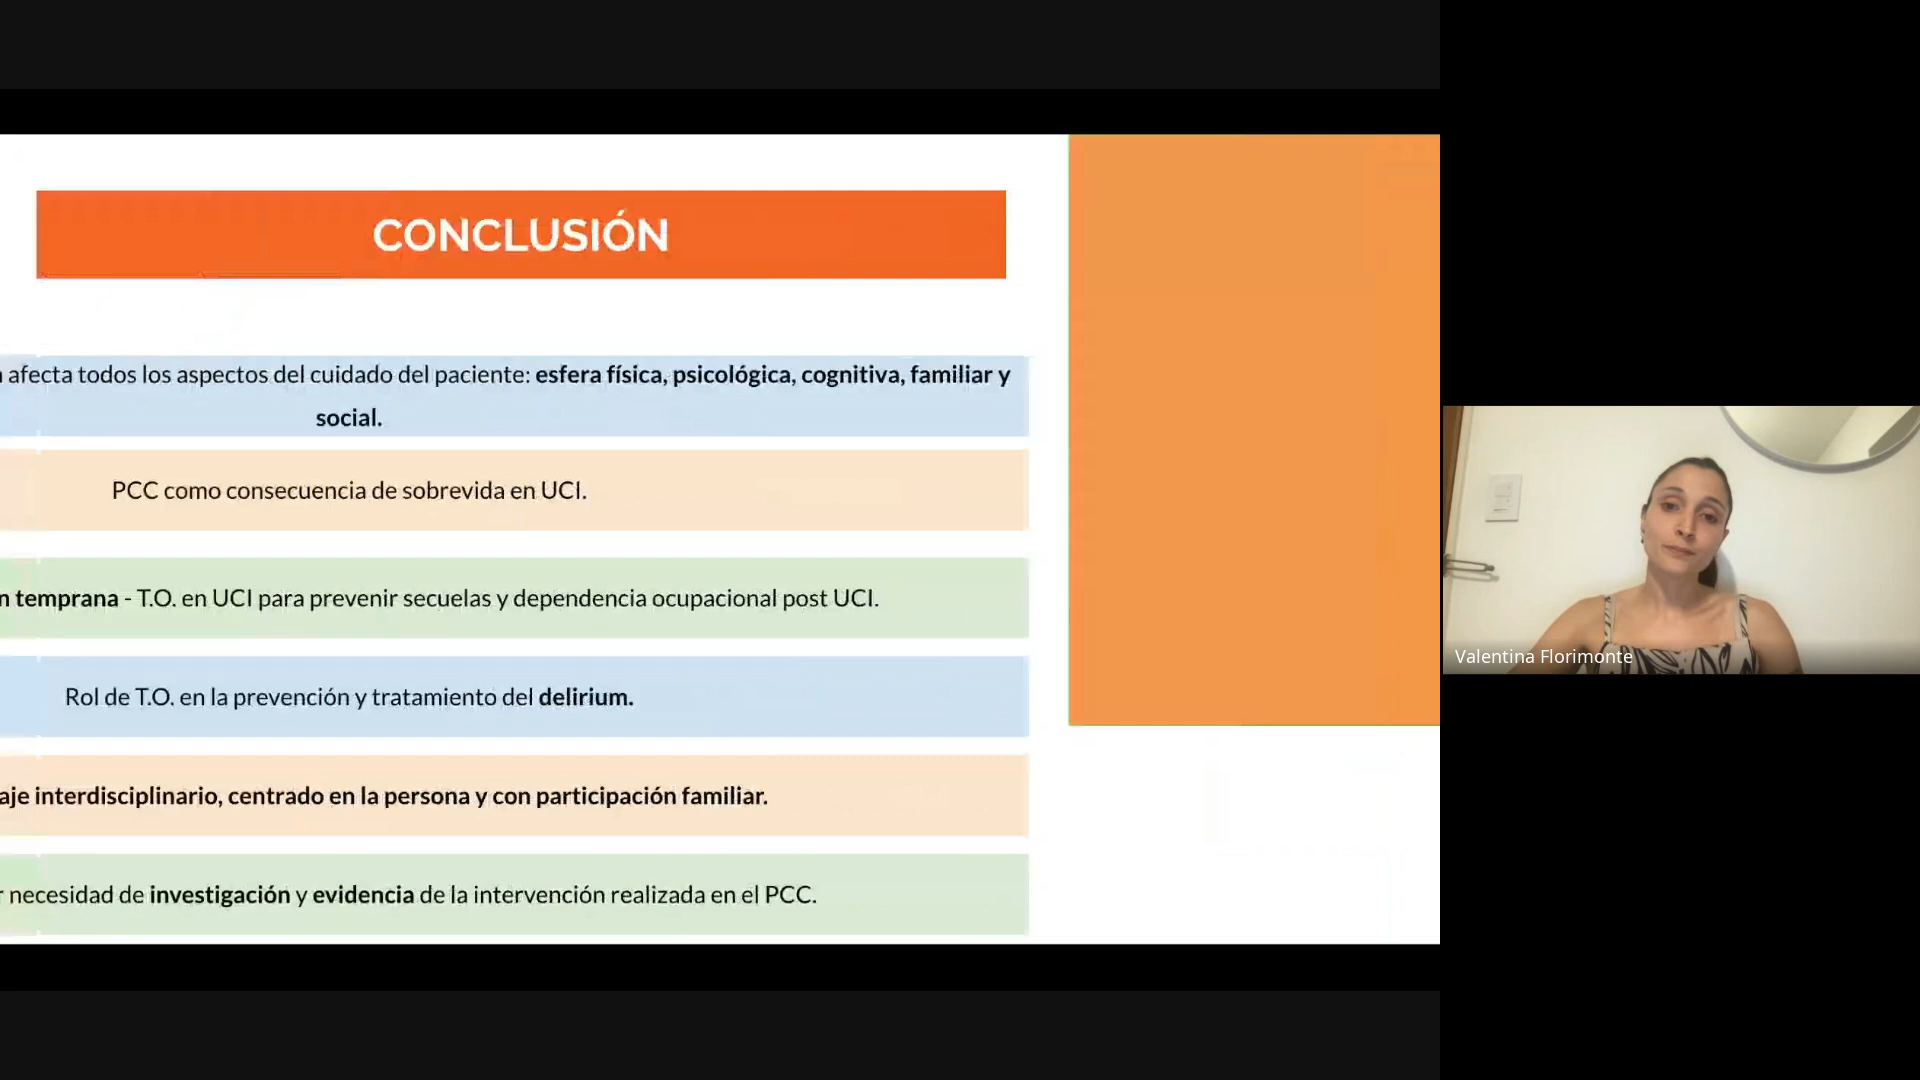 CONCLUSIÓN
afecta todos los aspectos del cuidado del paciente: esfera física, psicológica, cognitiva, familiar y
social.
PCC como consecuencia de sobrevida en UCI.
n temprana - T.O. en UCI para prevenir secuelas y dependencia ocupacional post UCI.
Rol de T.O. en la prevención y tratamiento del delirium.
aje interdisciplinario, centrado en la persona y con participación familiar.
r necesidad de investigación y evidencia de la intervención realizada en el PCC.
Valentina Florimonte